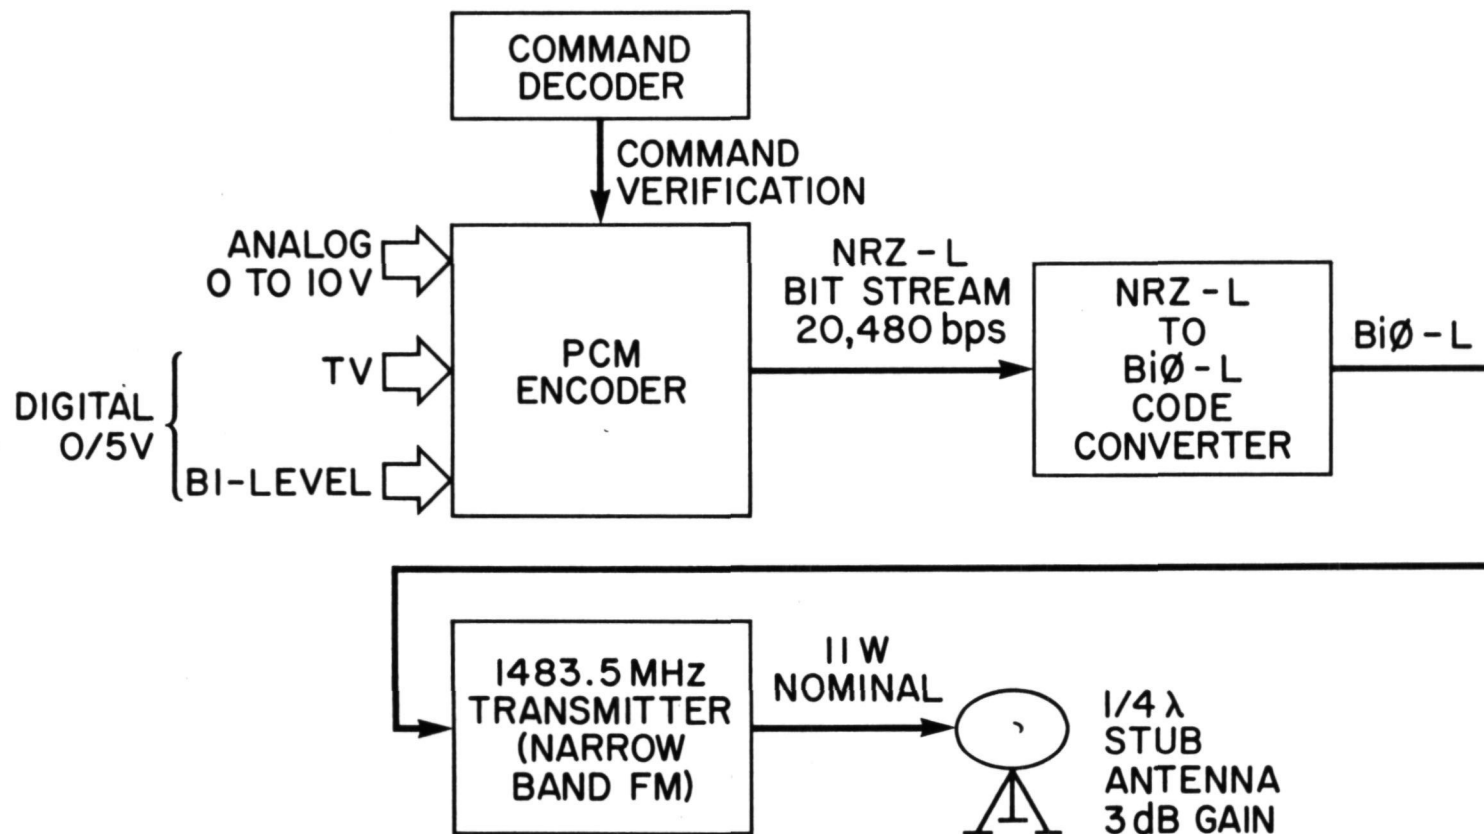 COMMAND
DECODER
COMMAND
VERIFICATION
ANALOG
0 TO 10V
TV
DIGITAL
0/5V
BI-LEVEL
PCM
ENCODER
NRZ-L
BIT STREAM
20,480 bps
NRZ-L
TO
BiØ-L
CODE
CONVERTER
BiØ-L
1483.5 MHz
TRANSMITTER
(NARROW
BAND FM)
11 W
NOMINAL
1/4 λ
STUB
ANTENNA
3 dB GAIN